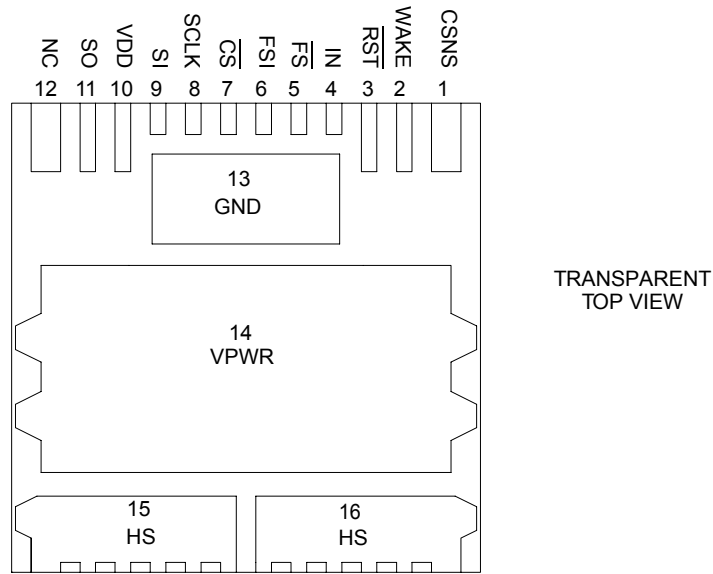 NC SO VDD SI SCLK CS FSI FS IN RST WAKE CSNS
12 11 10 9 8 7 6 5 4 3 2 1
13
GND
TRANSPARENT
TOP VIEW
14
VPWR
15
HS
16
HS